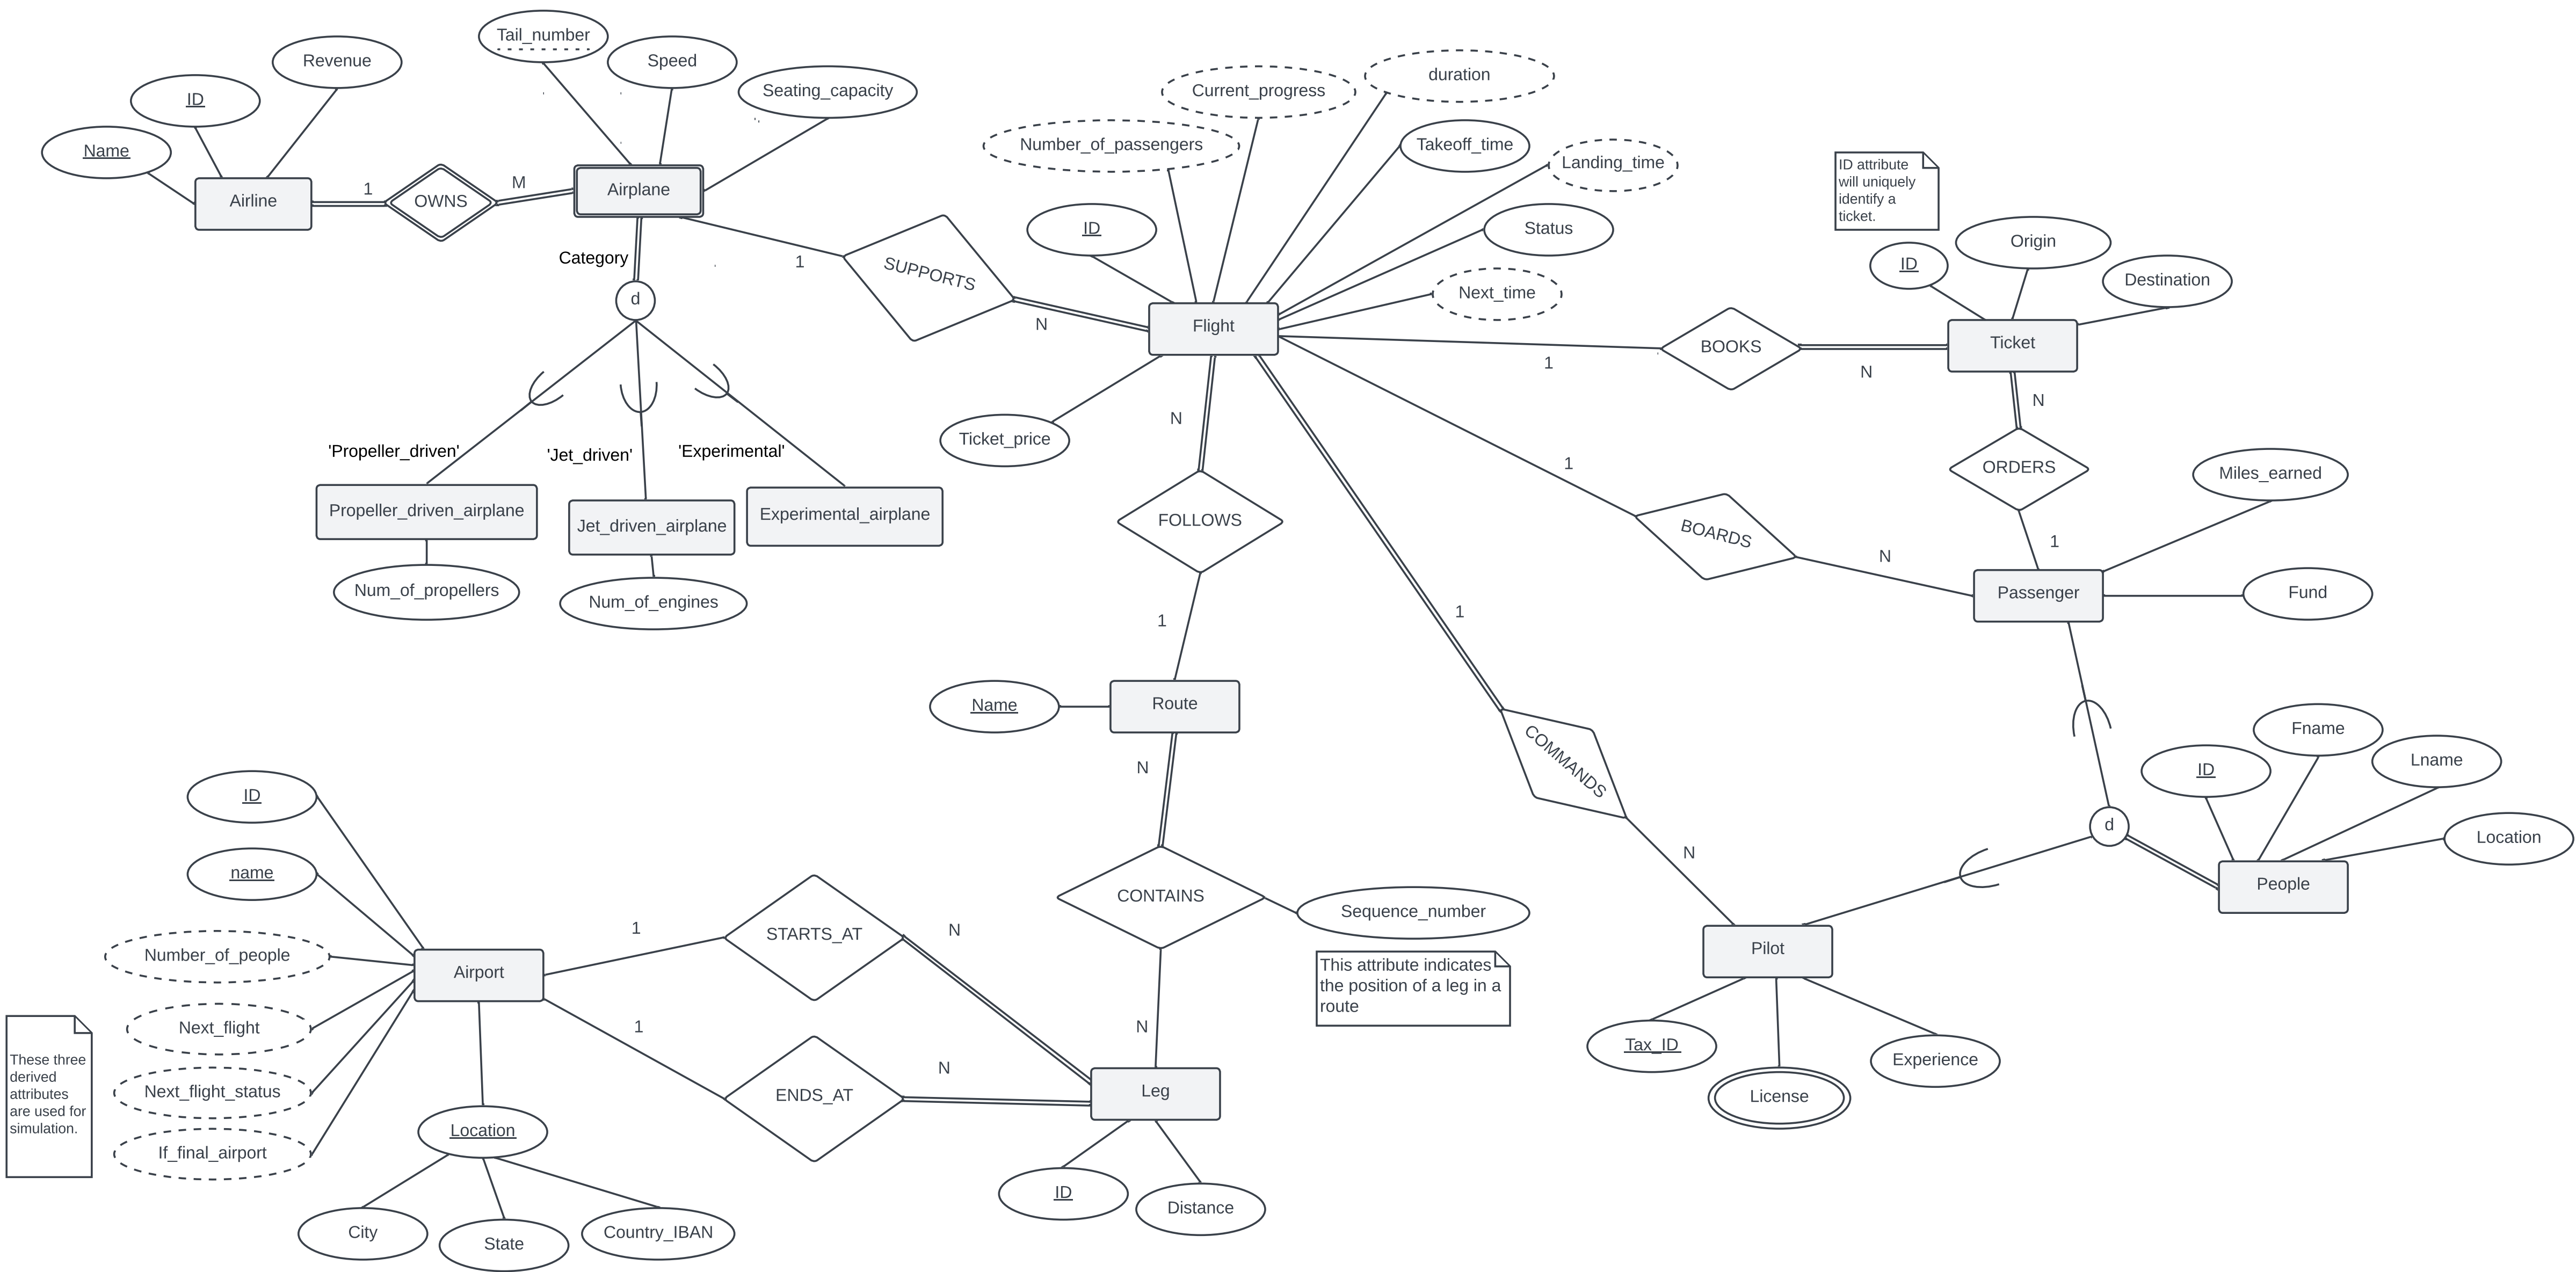 Tail_number
Revenue
Speed
ID
Seating_capacity
Name
Airline
1
OWNS
M
Airplane
Category
d
1
SUPPORTS
N
'Propeller_driven'
'Jet_driven'
'Experimental'
Propeller_driven_airplane
Jet_driven_airplane
Experimental_airplane
Num_of_propellers
Num_of_engines
duration
Current_progress
Number_of_passengers
Takeoff_time
Landing_time
ID
Status
Next_time
Flight
Ticket_price
1
BOOKS
N
ID attribute
will uniquely
identify a
ticket.
Origin
ID
Destination
Ticket
N
ORDERS
1
Miles_earned
Passenger
Fund
1
BOARDS
N
N
FOLLOWS
1
Name
Route
N
CONTAINS
Sequence_number
This attribute indicates
the position of a leg in a
route
N
1
COMMANDS
N
d
Fname
ID
Lname
Location
People
Pilot
Tax_ID
License
Experience
ID
name
Number_of_people
Airport
Next_flight
Next_flight_status
If_final_airport
These three
derived
attributes
are used for
simulation.
Location
City
State
Country_IBAN
1
STARTS_AT
N
1
ENDS_AT
N
Leg
ID
Distance